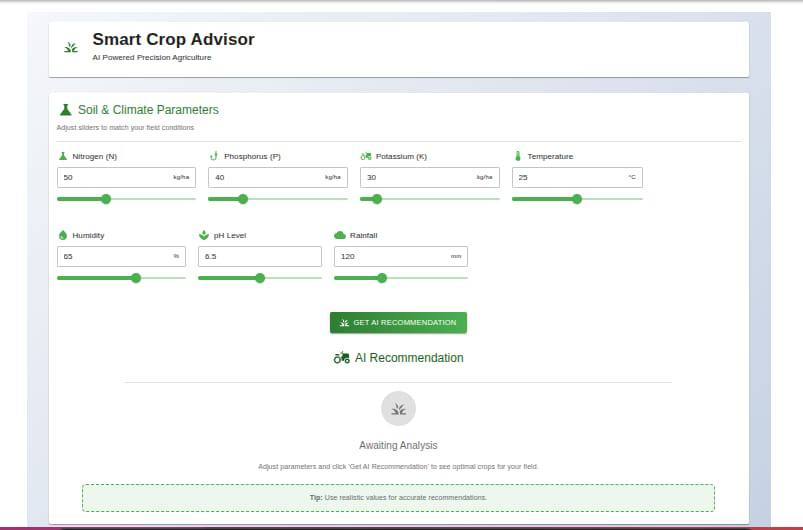 Smart Crop Advisor
AI Powered Precision Agriculture
Soil & Climate Parameters
Adjust sliders to match your field conditions
Nitrogen (N) Phosphorus (P) Potassium (K) Temperature
50 kg/ha 40 kg/ha 30 kg/ha 25 °C
Humidity pH Level Rainfall
65 % 6.5 120 mm
GET AI RECOMMENDATION
AI Recommendation
Awaiting Analysis
Adjust parameters and click 'Get AI Recommendation' to see optimal crops for your field.
Tip: Use realistic values for accurate recommendations.